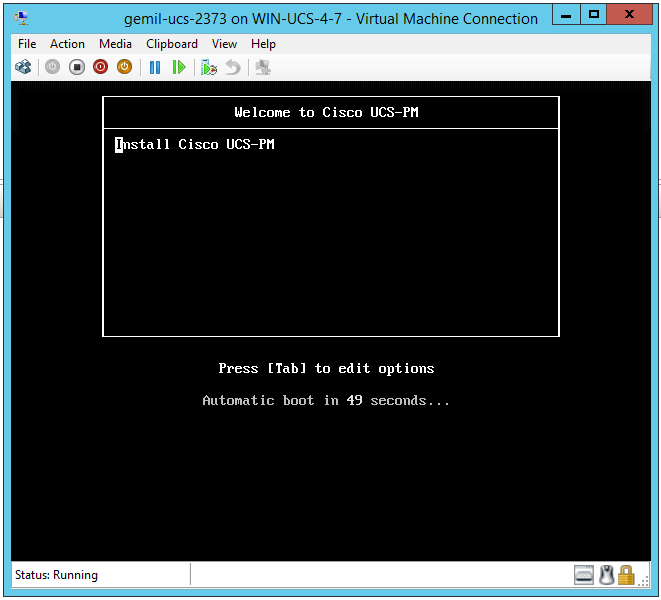 gemil-ucs-2373 on WIN-UCS-4-7 - Virtual Machine Connection
File Action Media Clipboard View Help
Welcome to Cisco UCS-PM
Install Cisco UCS-PM
Press [Tab] to edit options
Automatic boot in 49 seconds...
Status: Running